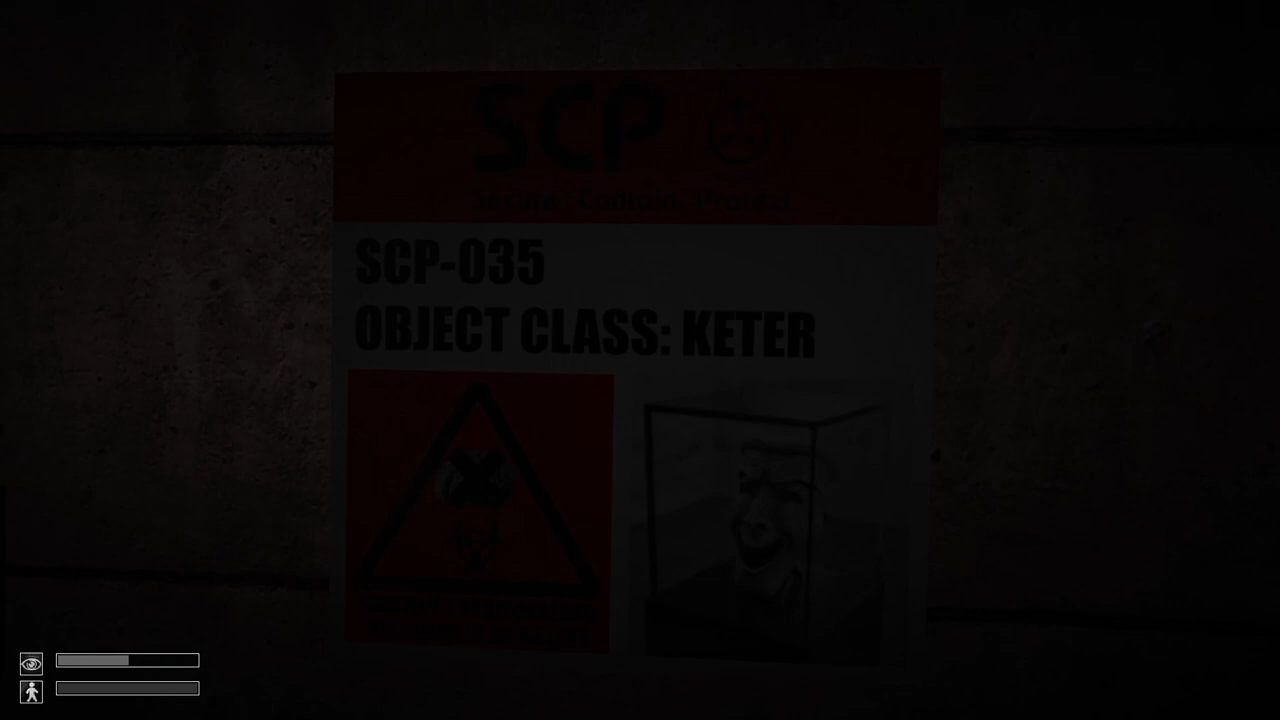 SCP
Secure. Contain. Protect.
SCP-035
OBJECT CLASS: KETER